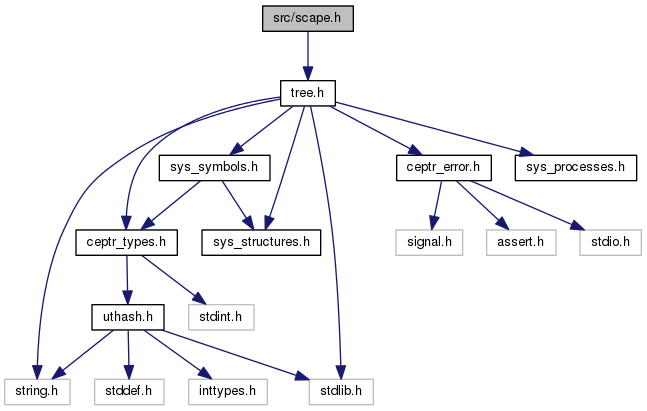 src/scape.h
tree.h
sys_symbols.h
ceptr_error.h
sys_processes.h
ceptr_types.h
sys_structures.h
signal.h
assert.h
stdio.h
uthash.h
stdint.h
string.h
stddef.h
inttypes.h
stdlib.h